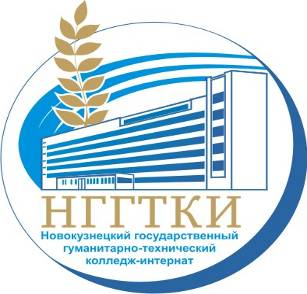 НГГТКИ
Новокузнецкий государственный
гуманитарно-технический
колледж-интернат